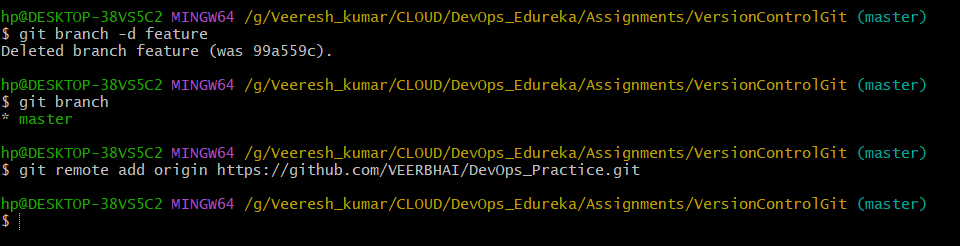 hp@DESKTOP-38VS5C2 MINGW64 /g/Veeresh_kumar/CLOUD/DevOps_Edureka/Assignments/VersionControlGit (master)
$ git branch -d feature
Deleted branch feature (was 99a559c).
hp@DESKTOP-38VS5C2 MINGW64 /g/Veeresh_kumar/CLOUD/DevOps_Edureka/Assignments/VersionControlGit (master)
$ git branch
* master
hp@DESKTOP-38VS5C2 MINGW64 /g/Veeresh_kumar/CLOUD/DevOps_Edureka/Assignments/VersionControlGit (master)
$ git remote add origin https://github.com/VEERBHAI/DevOps_Practice.git
hp@DESKTOP-38VS5C2 MINGW64 /g/Veeresh_kumar/CLOUD/DevOps_Edureka/Assignments/VersionControlGit (master)
$